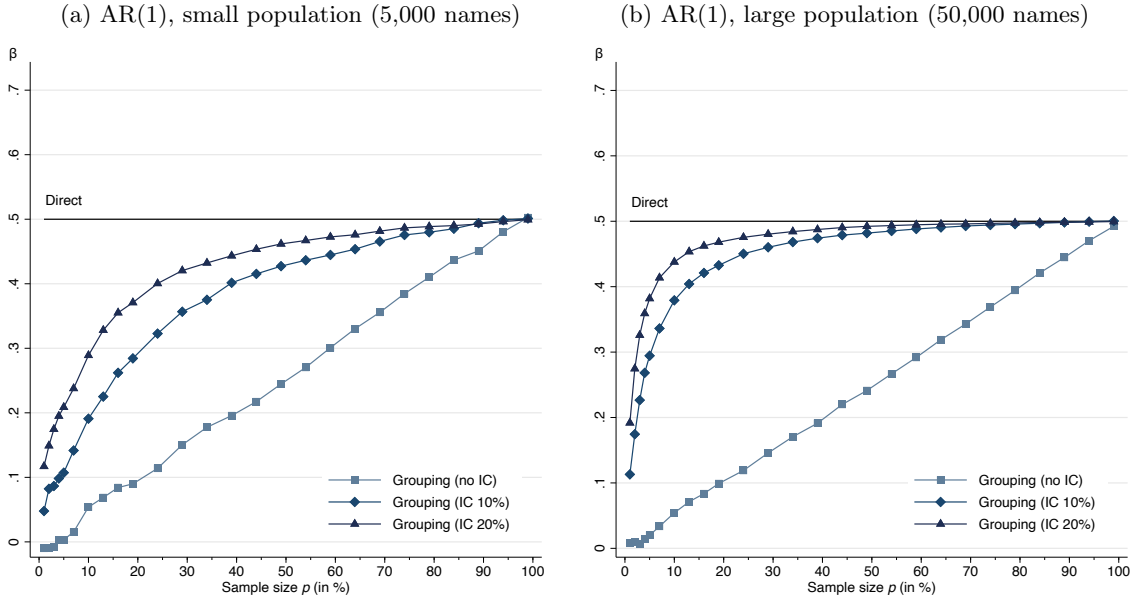 (a) AR(1), small population (5,000 names)
β
.7
.6
.5
.4
.3
.2
.1
0
Direct
Grouping (no IC)
Grouping (IC 10%)
Grouping (IC 20%)
0 10 20 30 40 50 60 70 80 90 100
Sample size p (in %)
(b) AR(1), large population (50,000 names)
β
.7
.6
.5
.4
.3
.2
.1
0
Direct
Grouping (no IC)
Grouping (IC 10%)
Grouping (IC 20%)
0 10 20 30 40 50 60 70 80 90 100
Sample size p (in %)